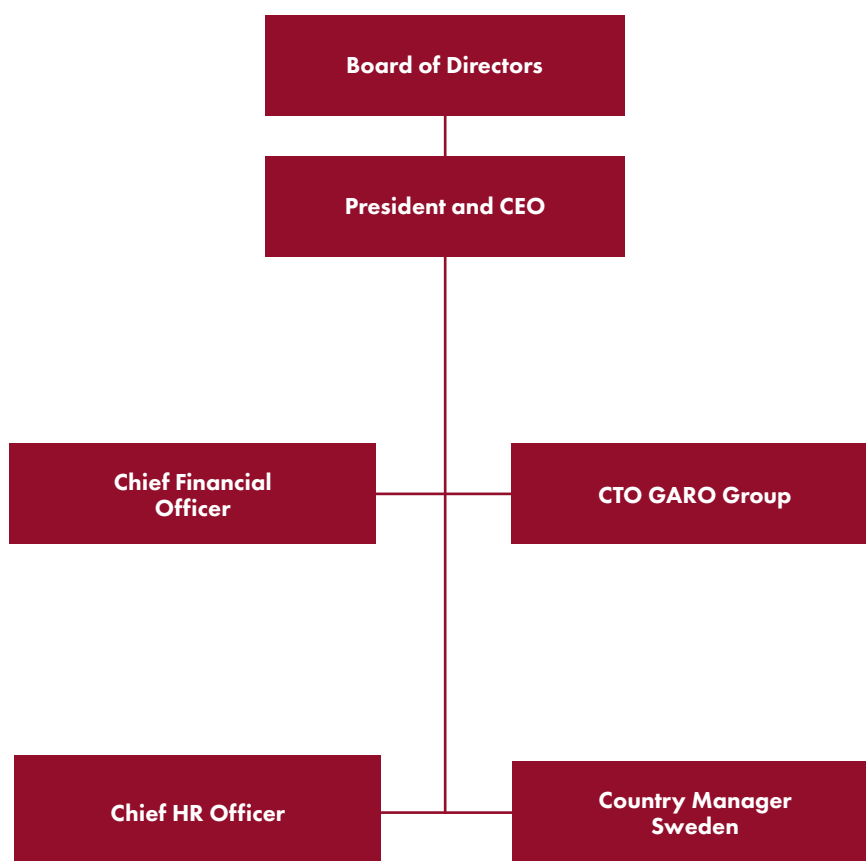 Board of Directors
President and CEO
Chief Financial
Officer
CTO GARO Group
Chief HR Officer
Country Manager
Sweden